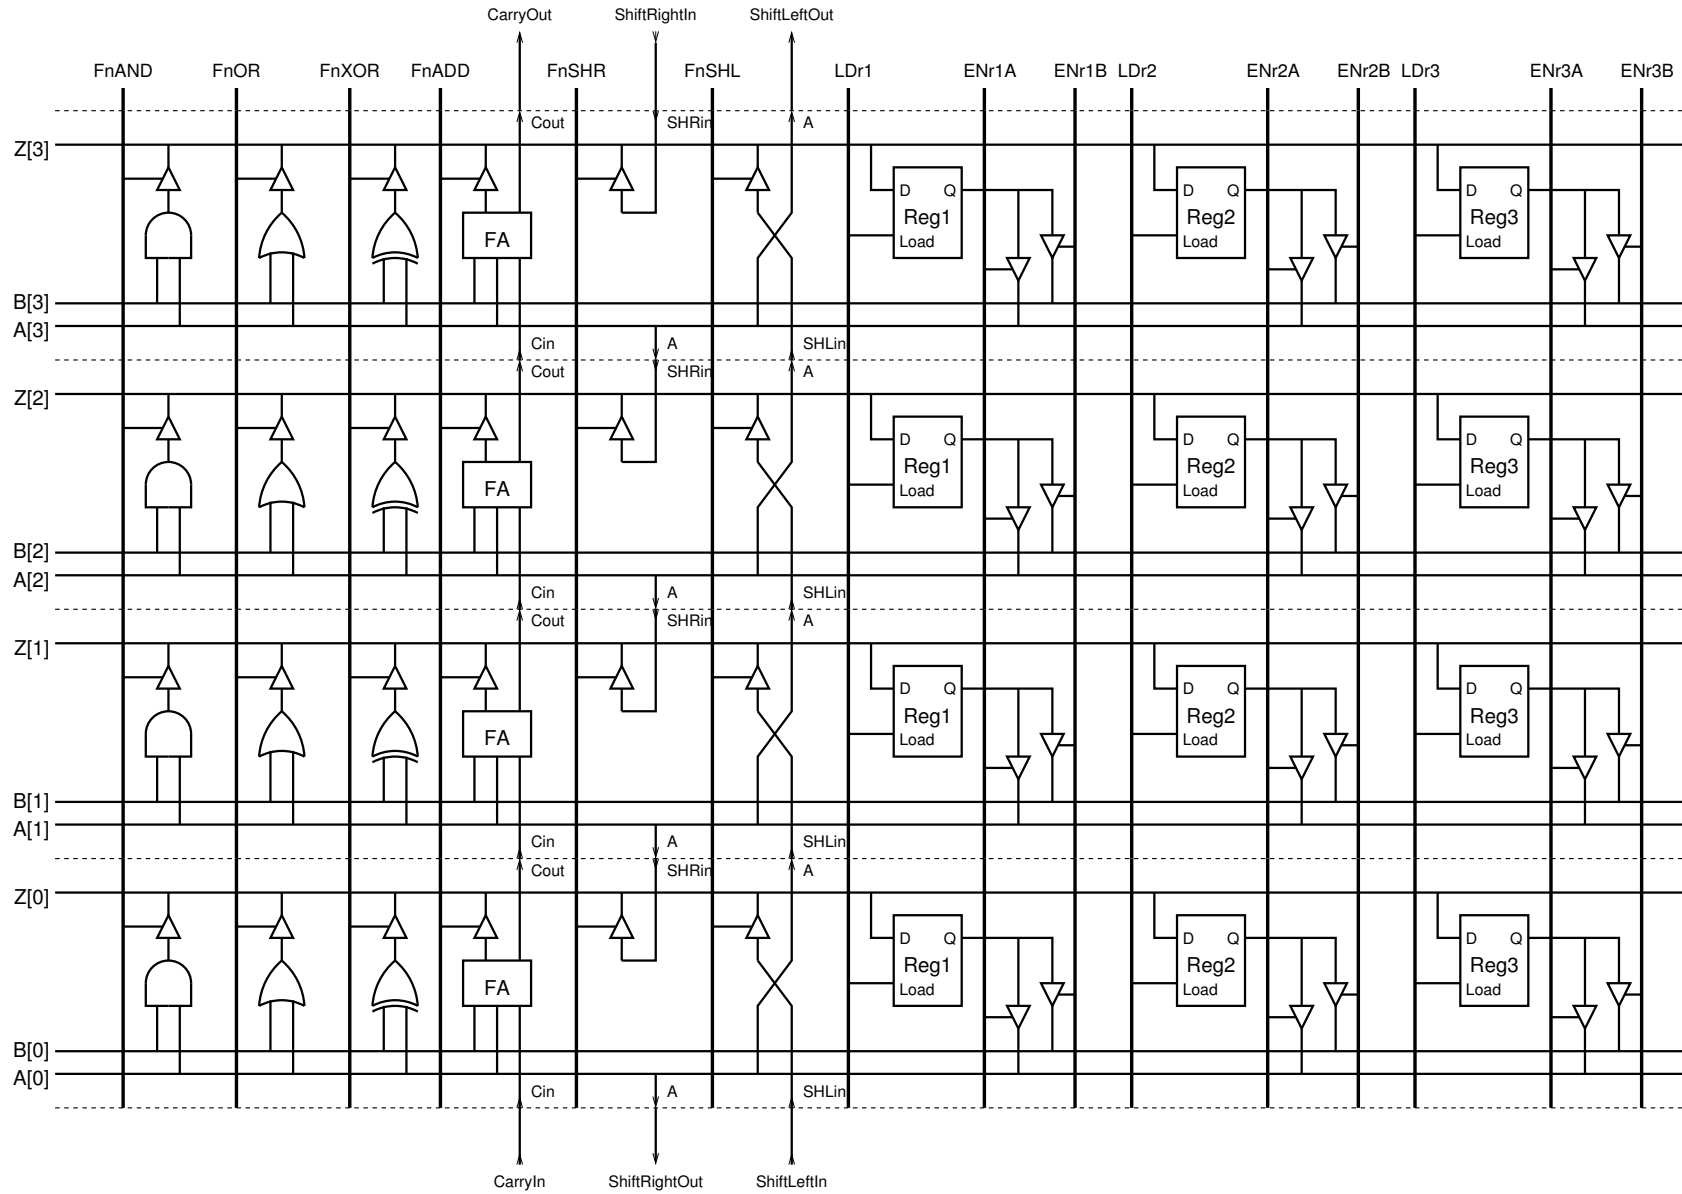 CarryOut ShiftRightIn ShiftLeftOut
FnAND FnOR FnXOR FnADD FnSHR FnSHL LDr1 ENr1A ENr1B LDr2 ENr2A ENr2B LDr3 ENr3A ENr3B
Cout SHRin A
Z[3]
D Q D Q D Q
Reg1 Reg2 Reg3
FA Load Load Load
B[3]
A[3]
Cin A SHLin
Cout SHRin A
Z[2]
D Q D Q D Q
Reg1 Reg2 Reg3
FA Load Load Load
B[2]
A[2]
Cin A SHLin
Cout SHRin A
Z[1]
D Q D Q D Q
Reg1 Reg2 Reg3
FA Load Load Load
B[1]
A[1]
Cin A SHLin
Cout SHRin A
Z[0]
D Q D Q D Q
Reg1 Reg2 Reg3
FA Load Load Load
B[0]
A[0]
Cin A SHLin
CarryIn ShiftRightOut ShiftLeftIn